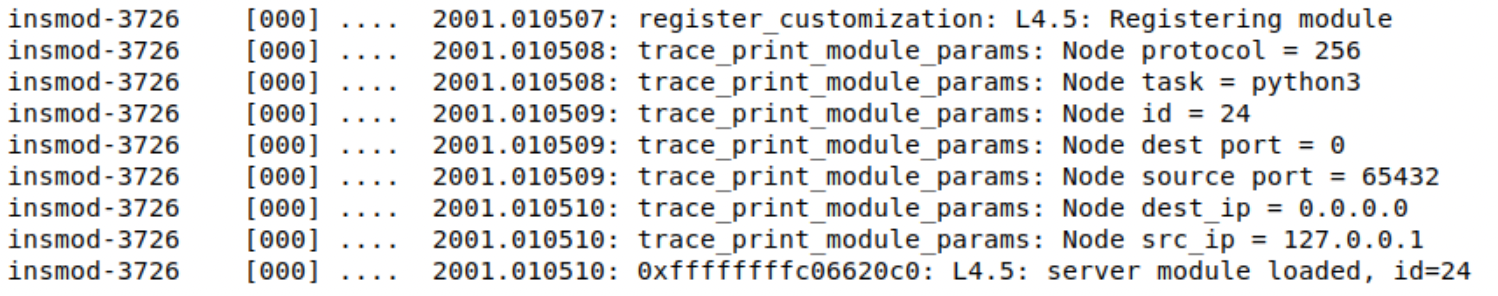 insmod-3726    [000] ....  2001.010507: register_customization: L4.5: Registering module
insmod-3726    [000] ....  2001.010508: trace_print_module_params: Node protocol = 256
insmod-3726    [000] ....  2001.010508: trace_print_module_params: Node task = python3
insmod-3726    [000] ....  2001.010509: trace_print_module_params: Node id = 24
insmod-3726    [000] ....  2001.010509: trace_print_module_params: Node dest port = 0
insmod-3726    [000] ....  2001.010509: trace_print_module_params: Node source port = 65432
insmod-3726    [000] ....  2001.010510: trace_print_module_params: Node dest_ip = 0.0.0.0
insmod-3726    [000] ....  2001.010510: trace_print_module_params: Node src_ip = 127.0.0.1
insmod-3726    [000] ....  2001.010510: 0xffffffffc06620c0: L4.5: server module loaded, id=24